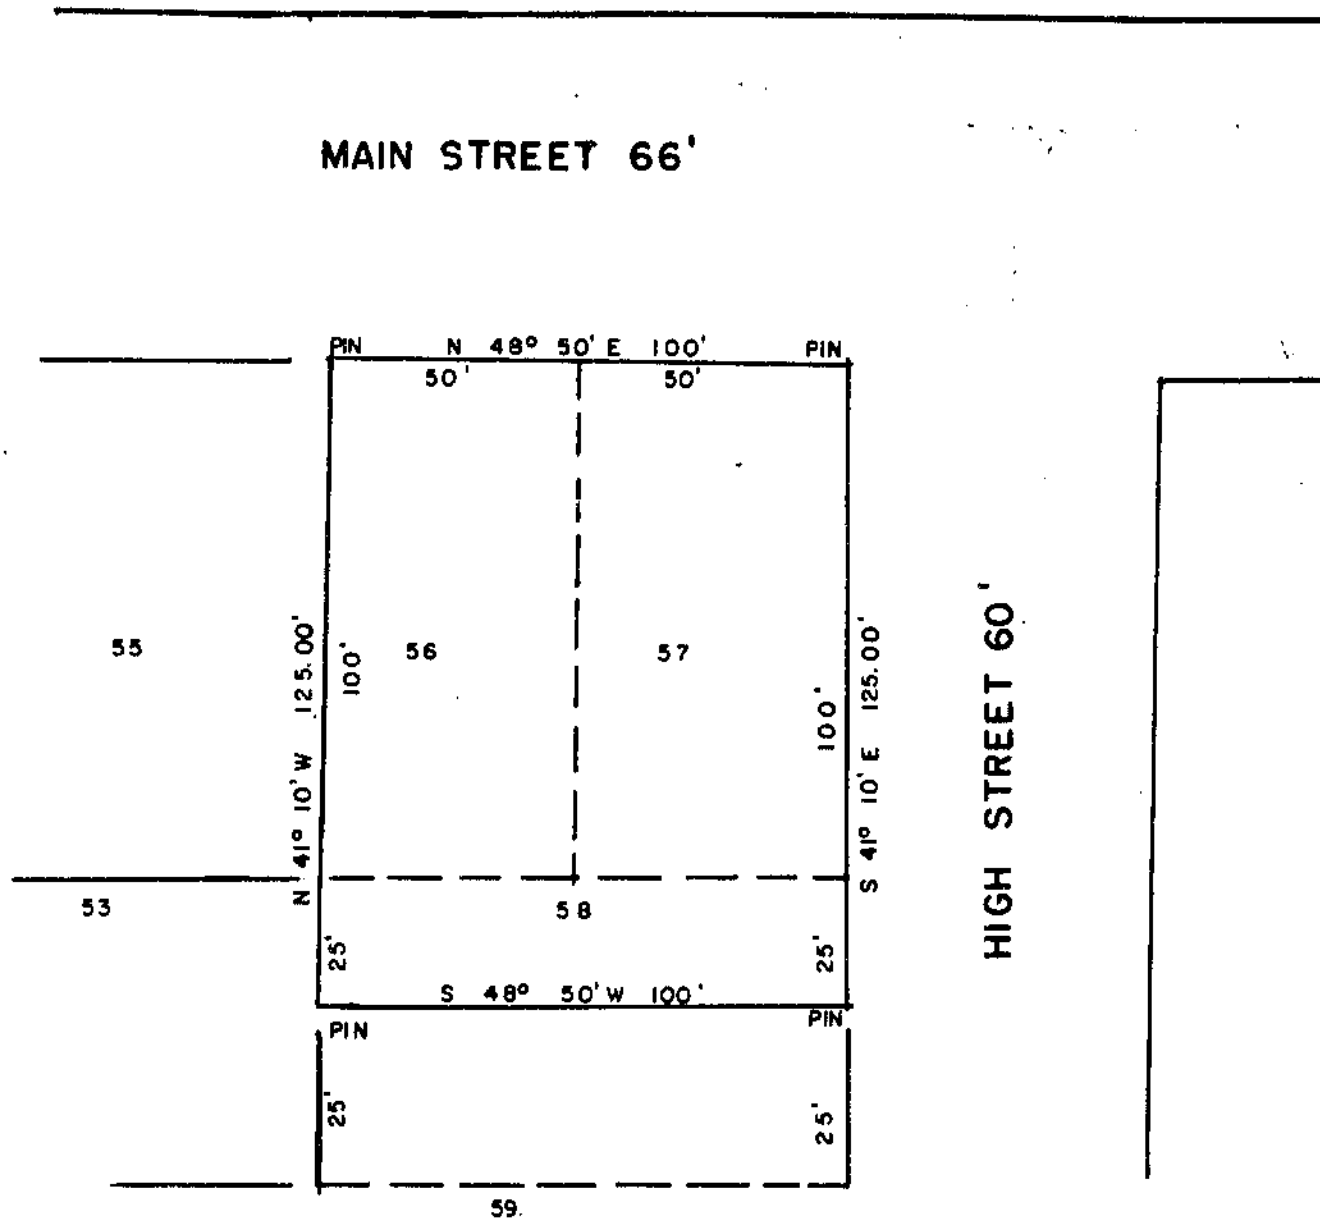 MAIN STREET 66'
PIN N 48° 50' E 100' PIN
50' 50'
N 41° 10' W 125.00'
100'
55
56
57
100'
S 41° 10' E 125.00'
HIGH STREET 60'
53
58
25'
25'
S 48° 50' W 100'
PIN
PIN
25'
25'
59.